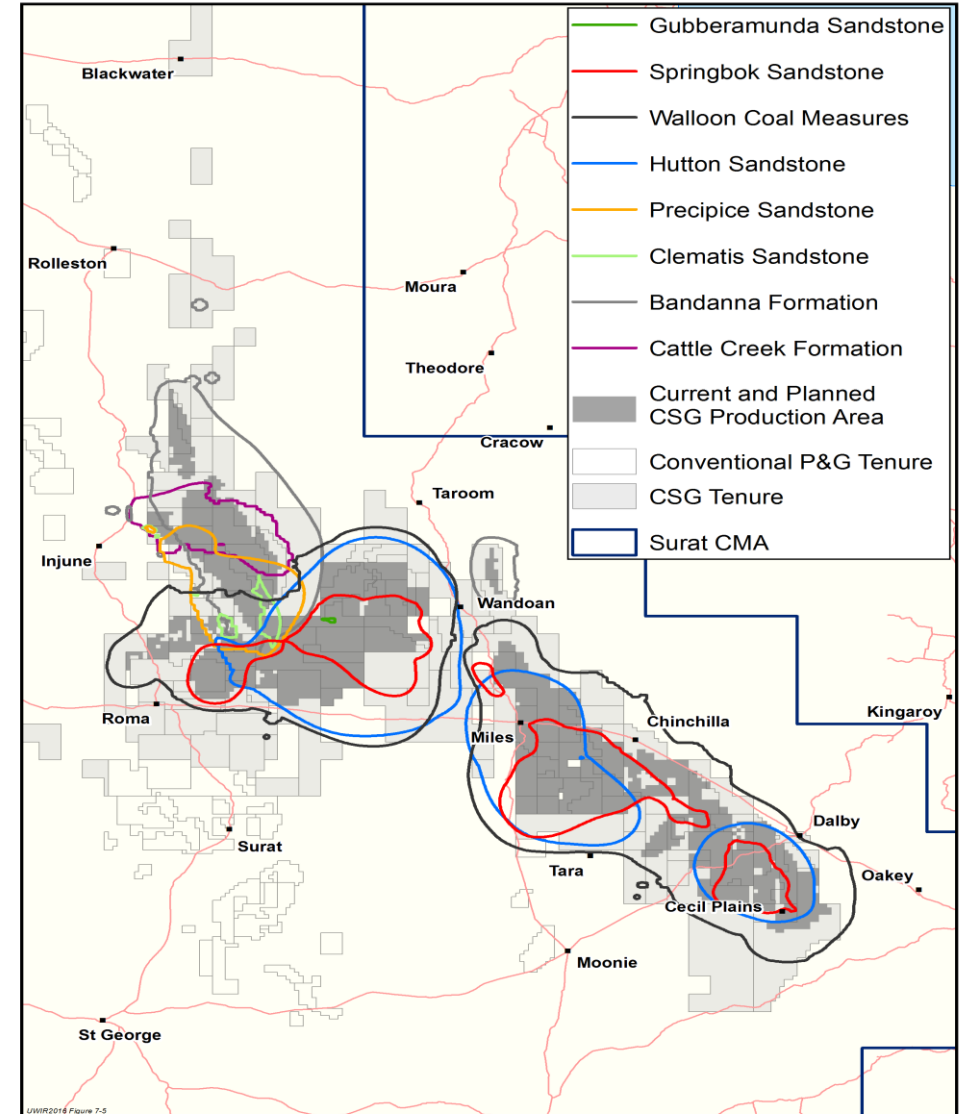 Gubberamunda Sandstone
Springbok Sandstone
Walloon Coal Measures
Hutton Sandstone
Precipice Sandstone
Clematis Sandstone
Bandanna Formation
Cattle Creek Formation
Current and Planned
CSG Production Area
Conventional P&G Tenure
CSG Tenure
Surat CMA
Blackwater
Rolleston
Moura
Theodore
Cracow
Taroom
Injune
Wandoan
Roma
Miles
Chinchilla
Kingaroy
Surat
Tara
Dalby
Oakey
Cecil Plains
Moonie
St George
UWIR2016 Figure 7-5